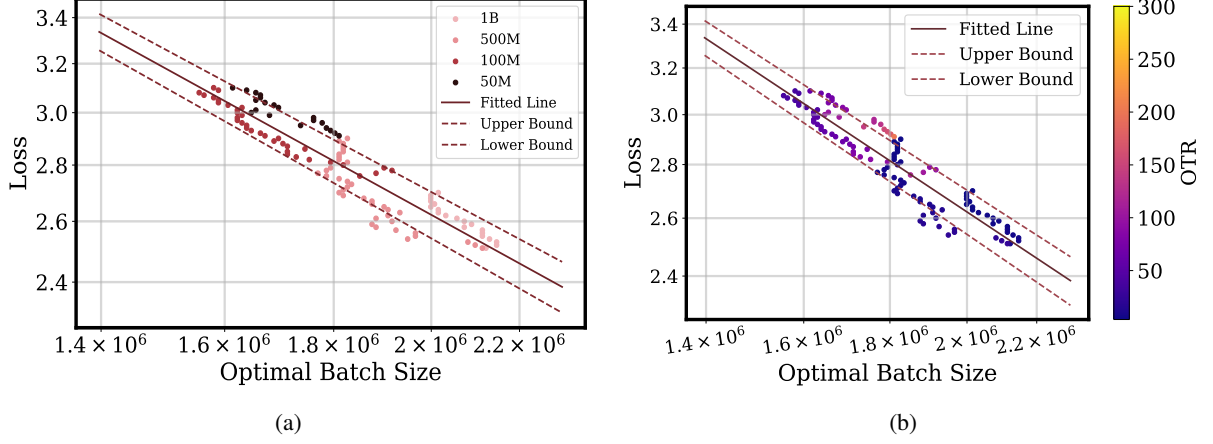 3.4
3.2
3.0
2.8
2.6
2.4
Loss
1.4 × 10⁶
1.6 × 10⁶
1.8 × 10⁶
2 × 10⁶
2.2 × 10⁶
Optimal Batch Size
1B
500M
100M
50M
Fitted Line
Upper Bound
Lower Bound
(a)
3.4
3.2
3.0
2.8
2.6
2.4
Loss
1.4 × 10⁶
1.6 × 10⁶
1.8 × 10⁶
2 × 10⁶
2.2 × 10⁶
Optimal Batch Size
Fitted Line
Upper Bound
Lower Bound
300
250
200
150
100
50
OTR
(b)